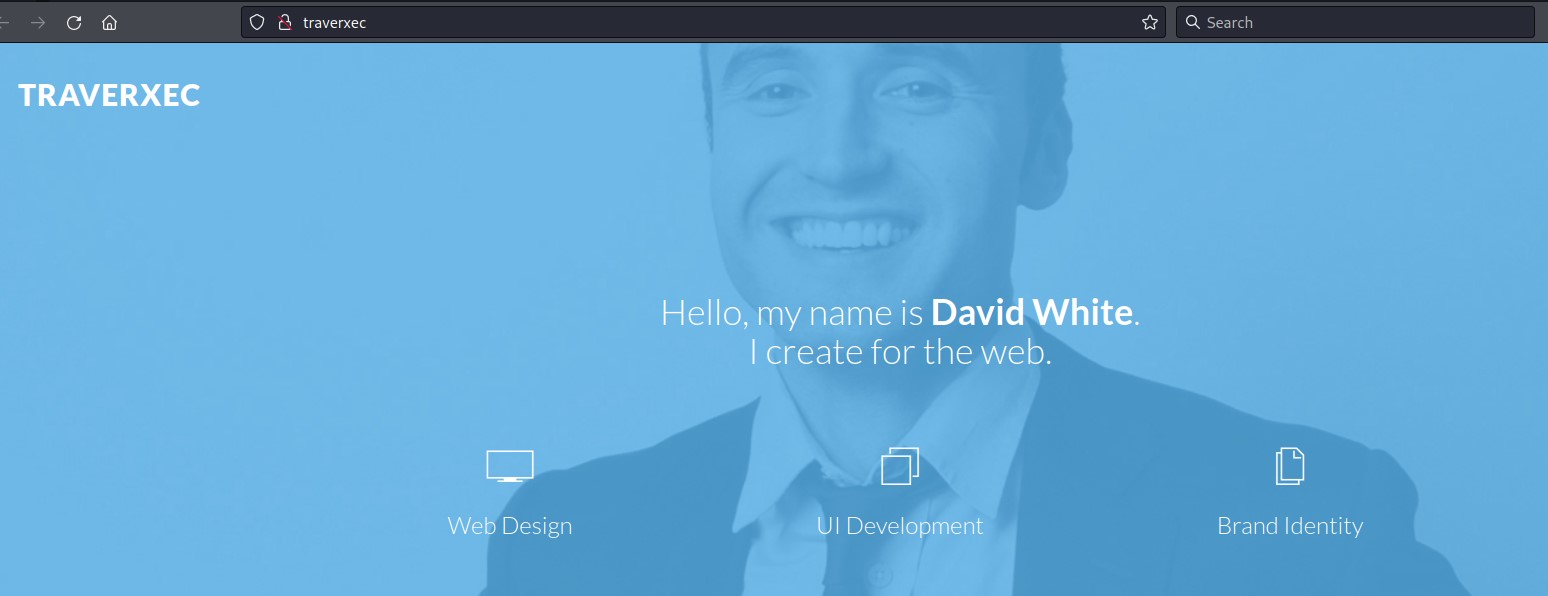 traverxec
Search
TRAVERXEC
Hello, my name is David White.
I create for the web.
Web Design
UI Development
Brand Identity